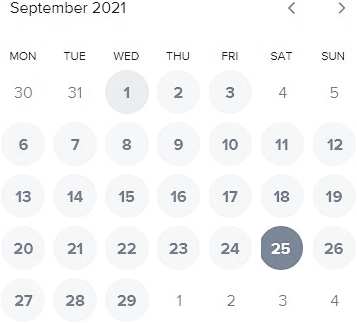 September 2021
MON TUE WED THU FRI SAT SUN
30 31 1 2 3 4 5
6 7 8 9 10 11 12
13 14 15 16 17 18 19
20 21 22 23 24 25 26
27 28 29 1 2 3 4